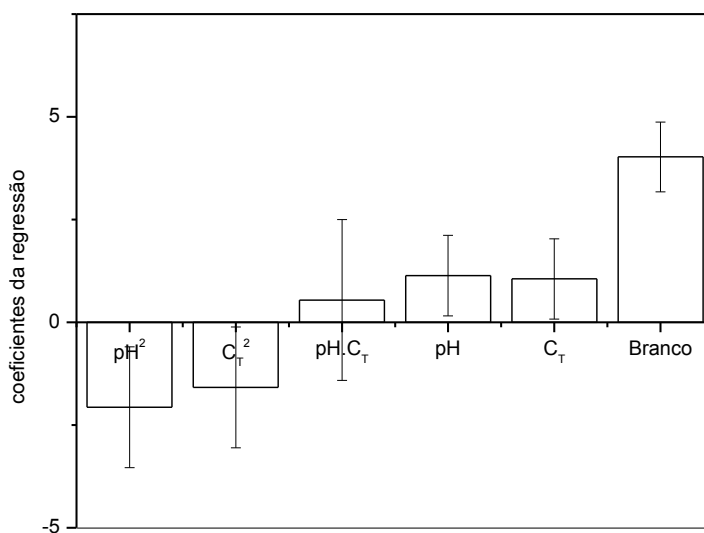 coeficientes da regressão
5
0
-5
pH²
C_T²
pH.C_T
pH
C_T
Branco